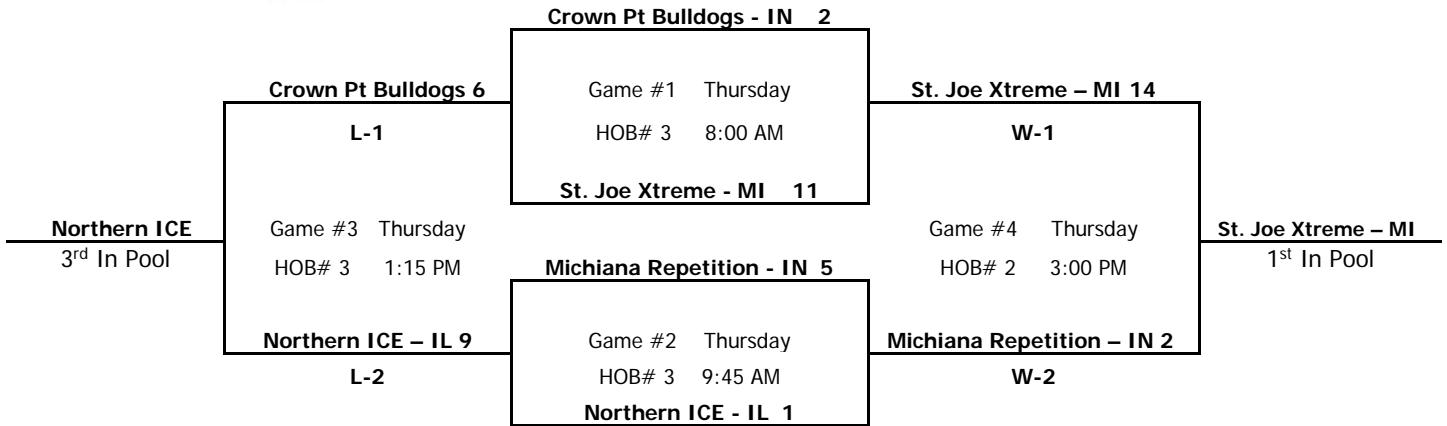 Crown Pt Bulldogs - IN 2
Crown Pt Bulldogs 6
Game #1 Thursday
St. Joe Xtreme – MI 14
L-1
HOB# 3 8:00 AM
W-1
St. Joe Xtreme - MI 11
Northern ICE
Game #3 Thursday
Game #4 Thursday
St. Joe Xtreme – MI
3rd In Pool
HOB# 3 1:15 PM
Michiana Repetition - IN 5
HOB# 2 3:00 PM
1st In Pool
Northern ICE – IL 9
Game #2 Thursday
Michiana Repetition – IN 2
L-2
HOB# 3 9:45 AM
W-2
Northern ICE - IL 1